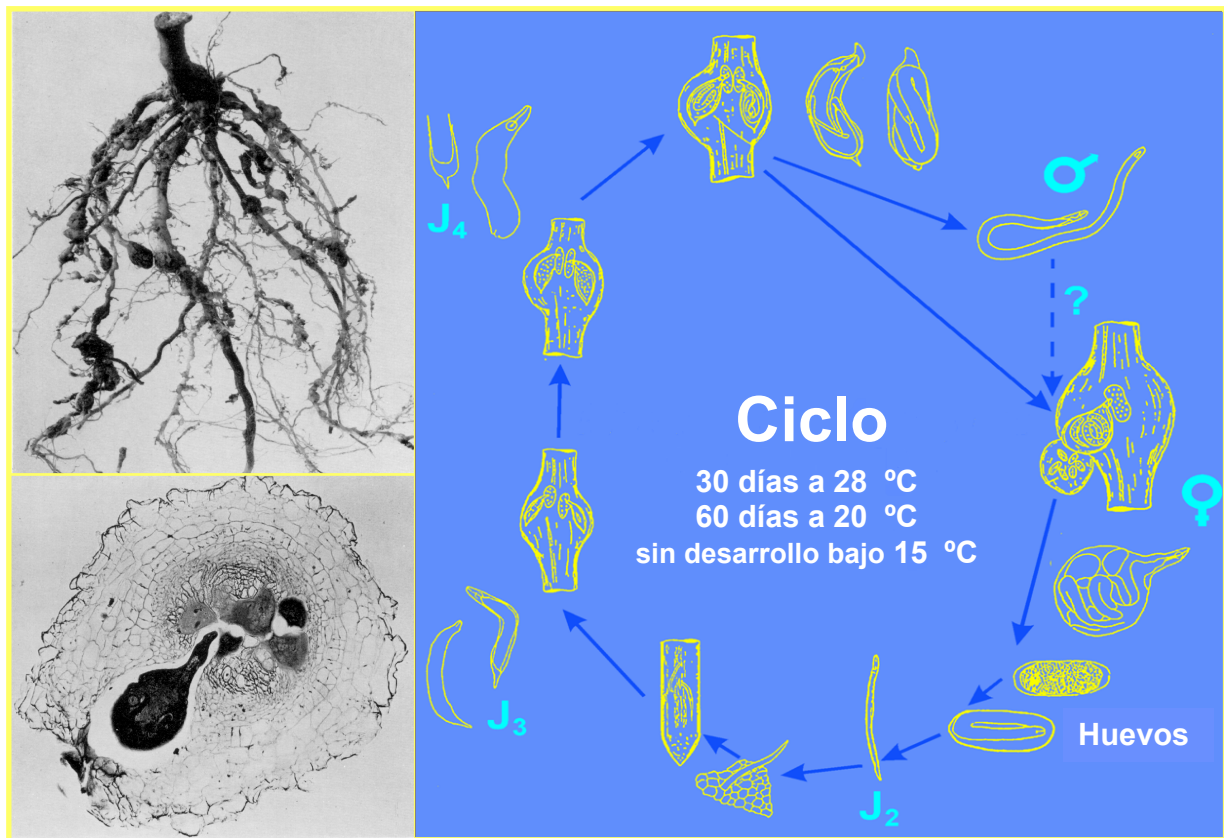 J4
♂
?
Ciclo
30 días a 28 ºC
60 días a 20 ºC
sin desarrollo bajo 15 ºC
♀
J3
Huevos
J2